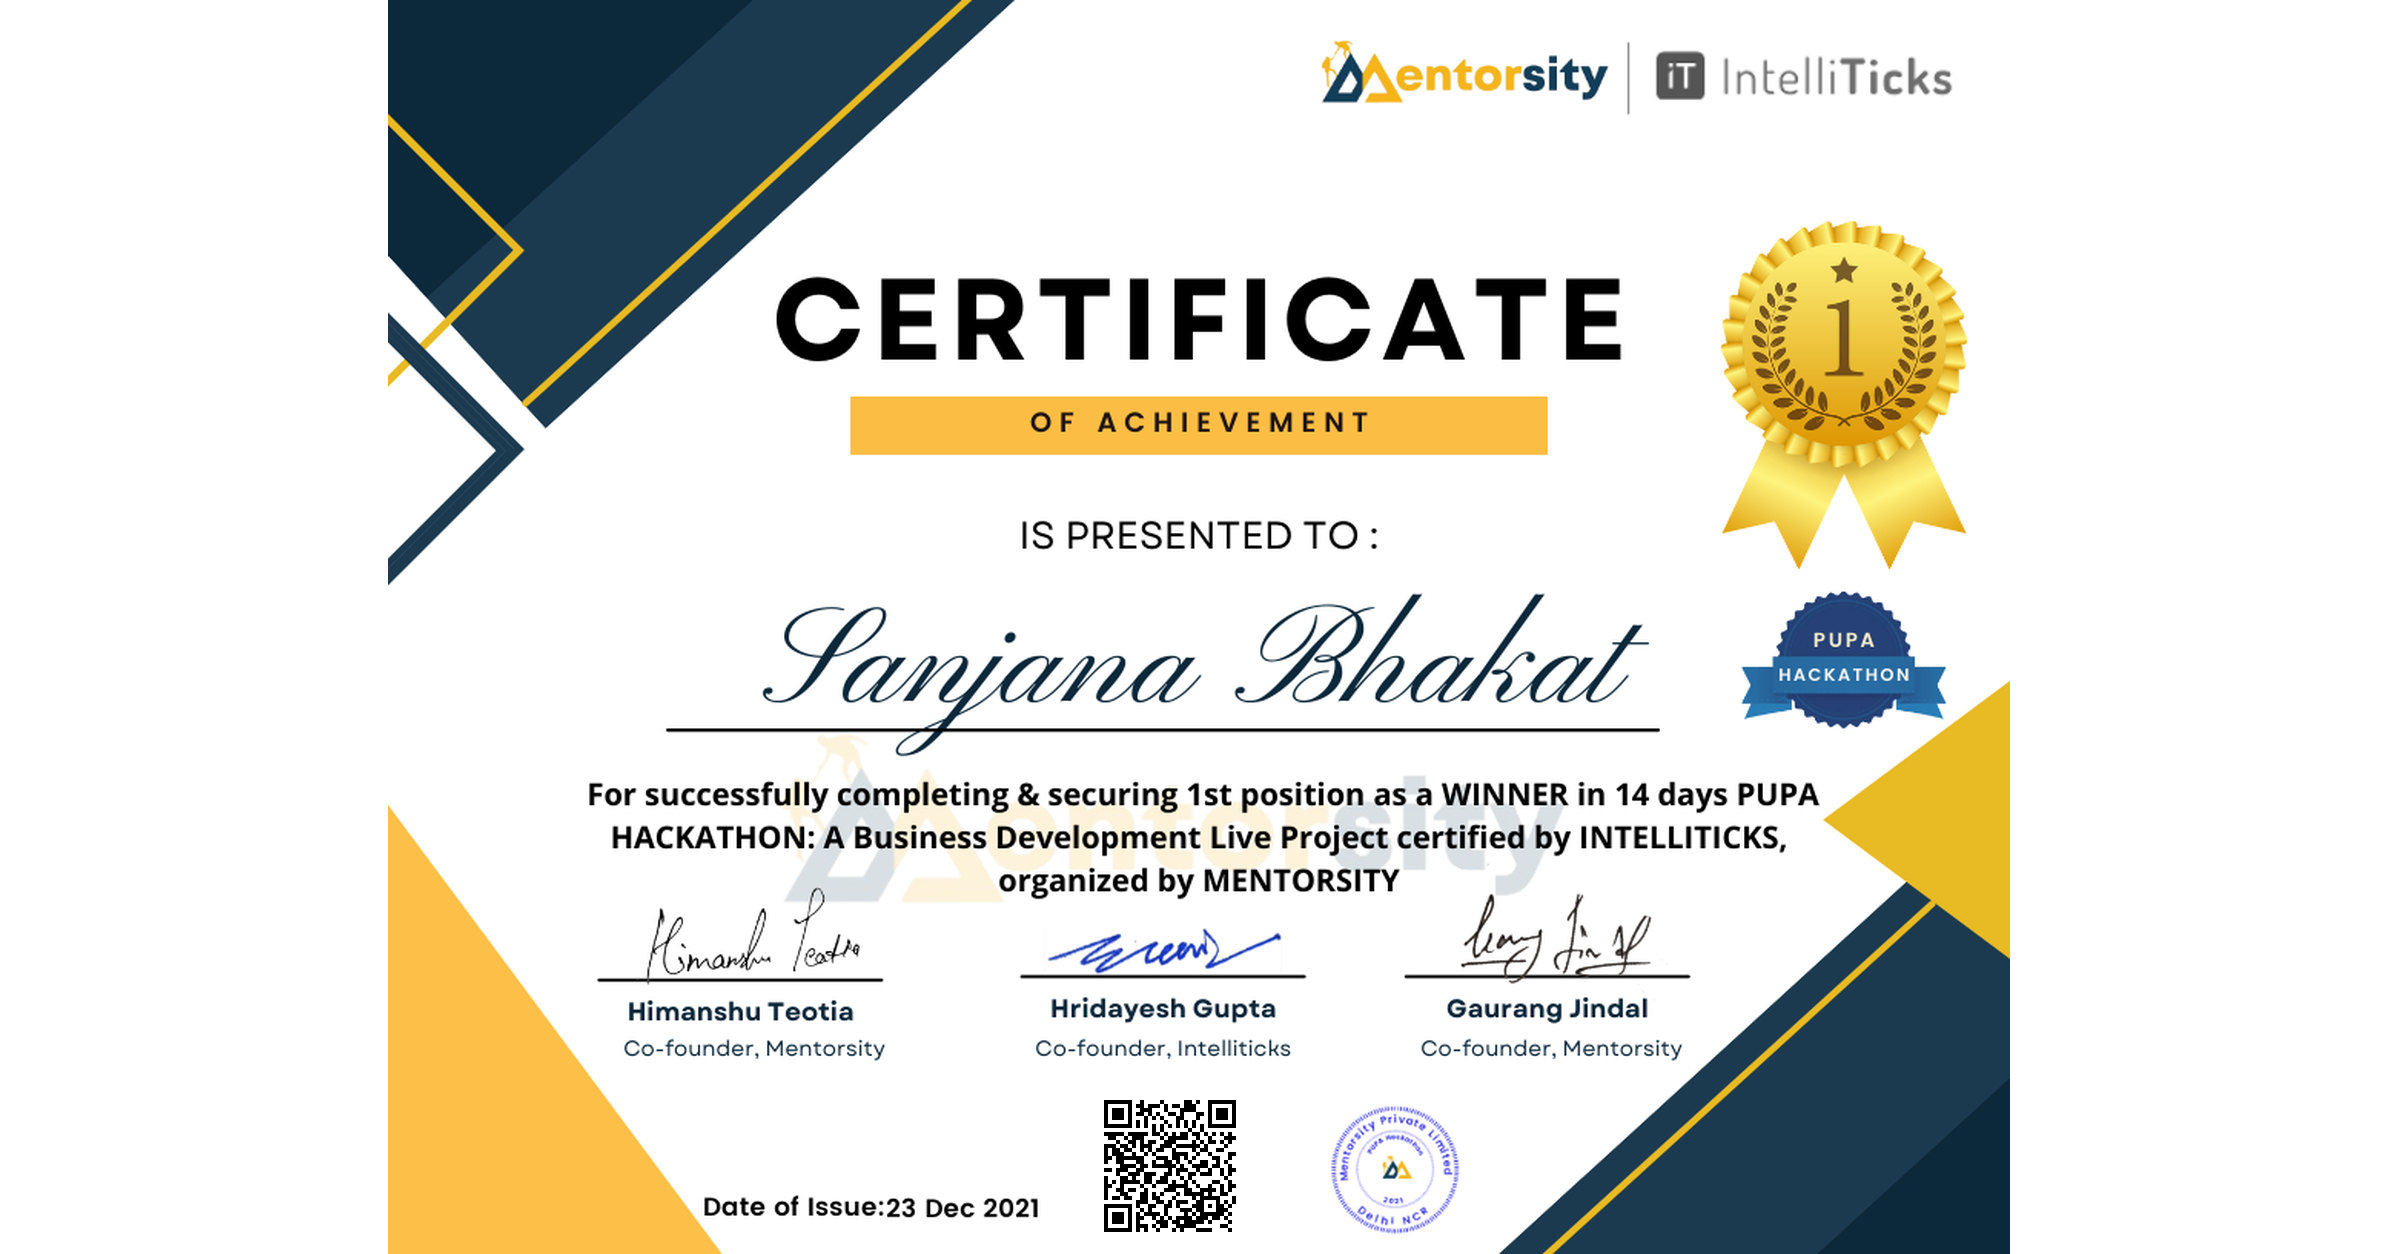 Mentorsity | iT IntelliTicks
CERTIFICATE
OF ACHIEVEMENT
1
IS PRESENTED TO :
Sanjana Bhakat
PUPA
HACKATHON
For successfully completing & securing 1st position as a WINNER in 14 days PUPA
HACKATHON: A Business Development Live Project certified by INTELLITICKS,
organized by MENTORSITY
Mentorsity
Himanshu Teotia
Himanshu Teotia Hridayesh Gupta Gaurang Jindal
Co-founder, Mentorsity Co-founder, Intelliticks Co-founder, Mentorsity
Mentorsity Private Limited
PUPA Hackathon
2021
Delhi NCR
Date of Issue:23 Dec 2021